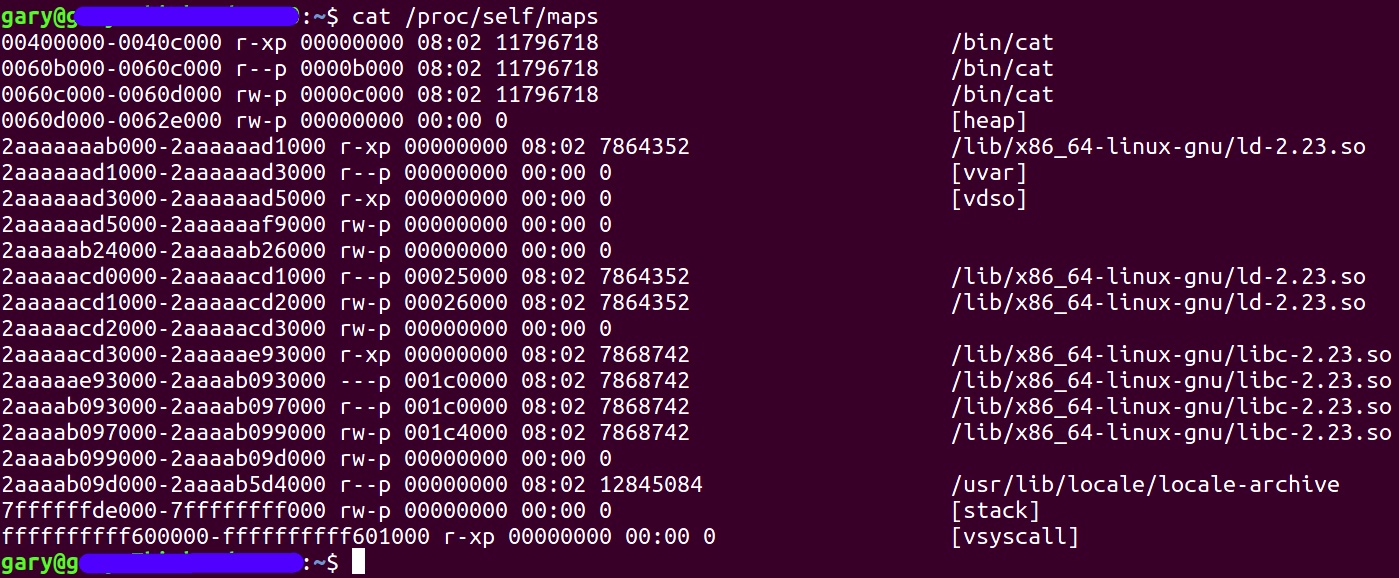 gary@g :~$ cat /proc/self/maps
00400000-0040c000 r-xp 00000000 08:02 11796718 /bin/cat
0060b000-0060c000 r--p 0000b000 08:02 11796718 /bin/cat
0060c000-0060d000 rw-p 0000c000 08:02 11796718 /bin/cat
0060d000-0062e000 rw-p 00000000 00:00 0 [heap]
2aaaaaaab000-2aaaaaad1000 r-xp 00000000 08:02 7864352 /lib/x86_64-linux-gnu/ld-2.23.so
2aaaaaad1000-2aaaaaad3000 r--p 00000000 00:00 0 [vvar]
2aaaaaad3000-2aaaaaad5000 r-xp 00000000 00:00 0 [vdso]
2aaaaaad5000-2aaaaaaf9000 rw-p 00000000 00:00 0
2aaaaab24000-2aaaaab26000 rw-p 00000000 00:00 0
2aaaaacd0000-2aaaaacd1000 r--p 00025000 08:02 7864352 /lib/x86_64-linux-gnu/ld-2.23.so
2aaaaacd1000-2aaaaacd2000 rw-p 00026000 08:02 7864352 /lib/x86_64-linux-gnu/ld-2.23.so
2aaaaacd2000-2aaaaacd3000 rw-p 00000000 00:00 0
2aaaaacd3000-2aaaaae93000 r-xp 00000000 08:02 7868742 /lib/x86_64-linux-gnu/libc-2.23.so
2aaaaae93000-2aaaab093000 ---p 001c0000 08:02 7868742 /lib/x86_64-linux-gnu/libc-2.23.so
2aaaab093000-2aaaab097000 r--p 001c0000 08:02 7868742 /lib/x86_64-linux-gnu/libc-2.23.so
2aaaab097000-2aaaab099000 rw-p 001c4000 08:02 7868742 /lib/x86_64-linux-gnu/libc-2.23.so
2aaaab099000-2aaaab09d000 rw-p 00000000 00:00 0
2aaaab09d000-2aaaab5d4000 r--p 00000000 08:02 12845084 /usr/lib/locale/locale-archive
7ffffffde000-7ffffffff000 rw-p 00000000 00:00 0 [stack]
ffffffffff600000-ffffffffff601000 r-xp 00000000 00:00 0 [vsyscall]
gary@g :~$